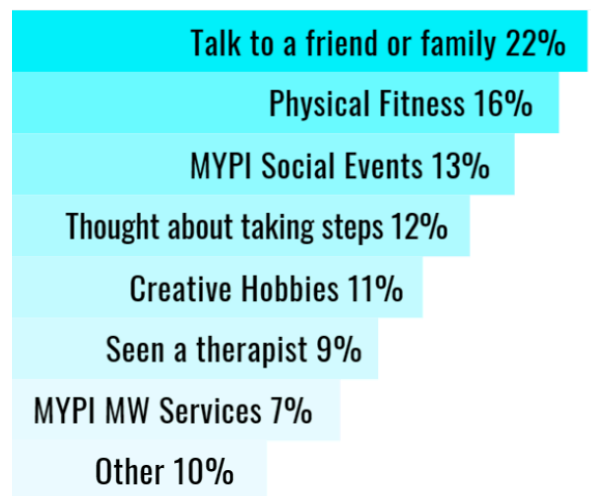 Talk to a friend or family 22%
Physical Fitness 16%
MYPI Social Events 13%
Thought about taking steps 12%
Creative Hobbies 11%
Seen a therapist 9%
MYPI MW Services 7%
Other 10%